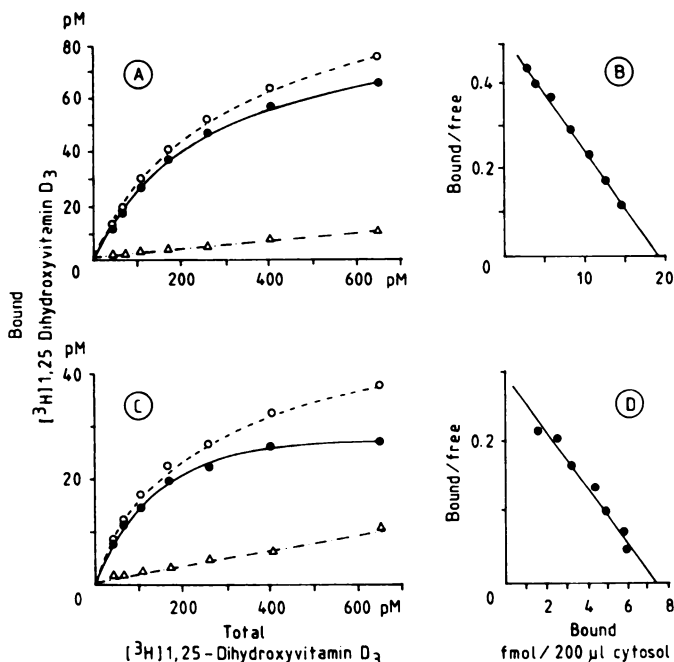 pM
80
60
40
20
0
A
200
400
600
pM
B
0.4
0.2
0
0
10
20
Bound/free
Bound
[³H]1,25 Dihydroxyvitamin D₃
pM
40
20
0
C
200
400
600
pM
Total
[³H]1,25-Dihydroxyvitamin D₃
D
0.2
0
2
4
6
8
Bound/free
Bound
fmol/200 µl cytosol